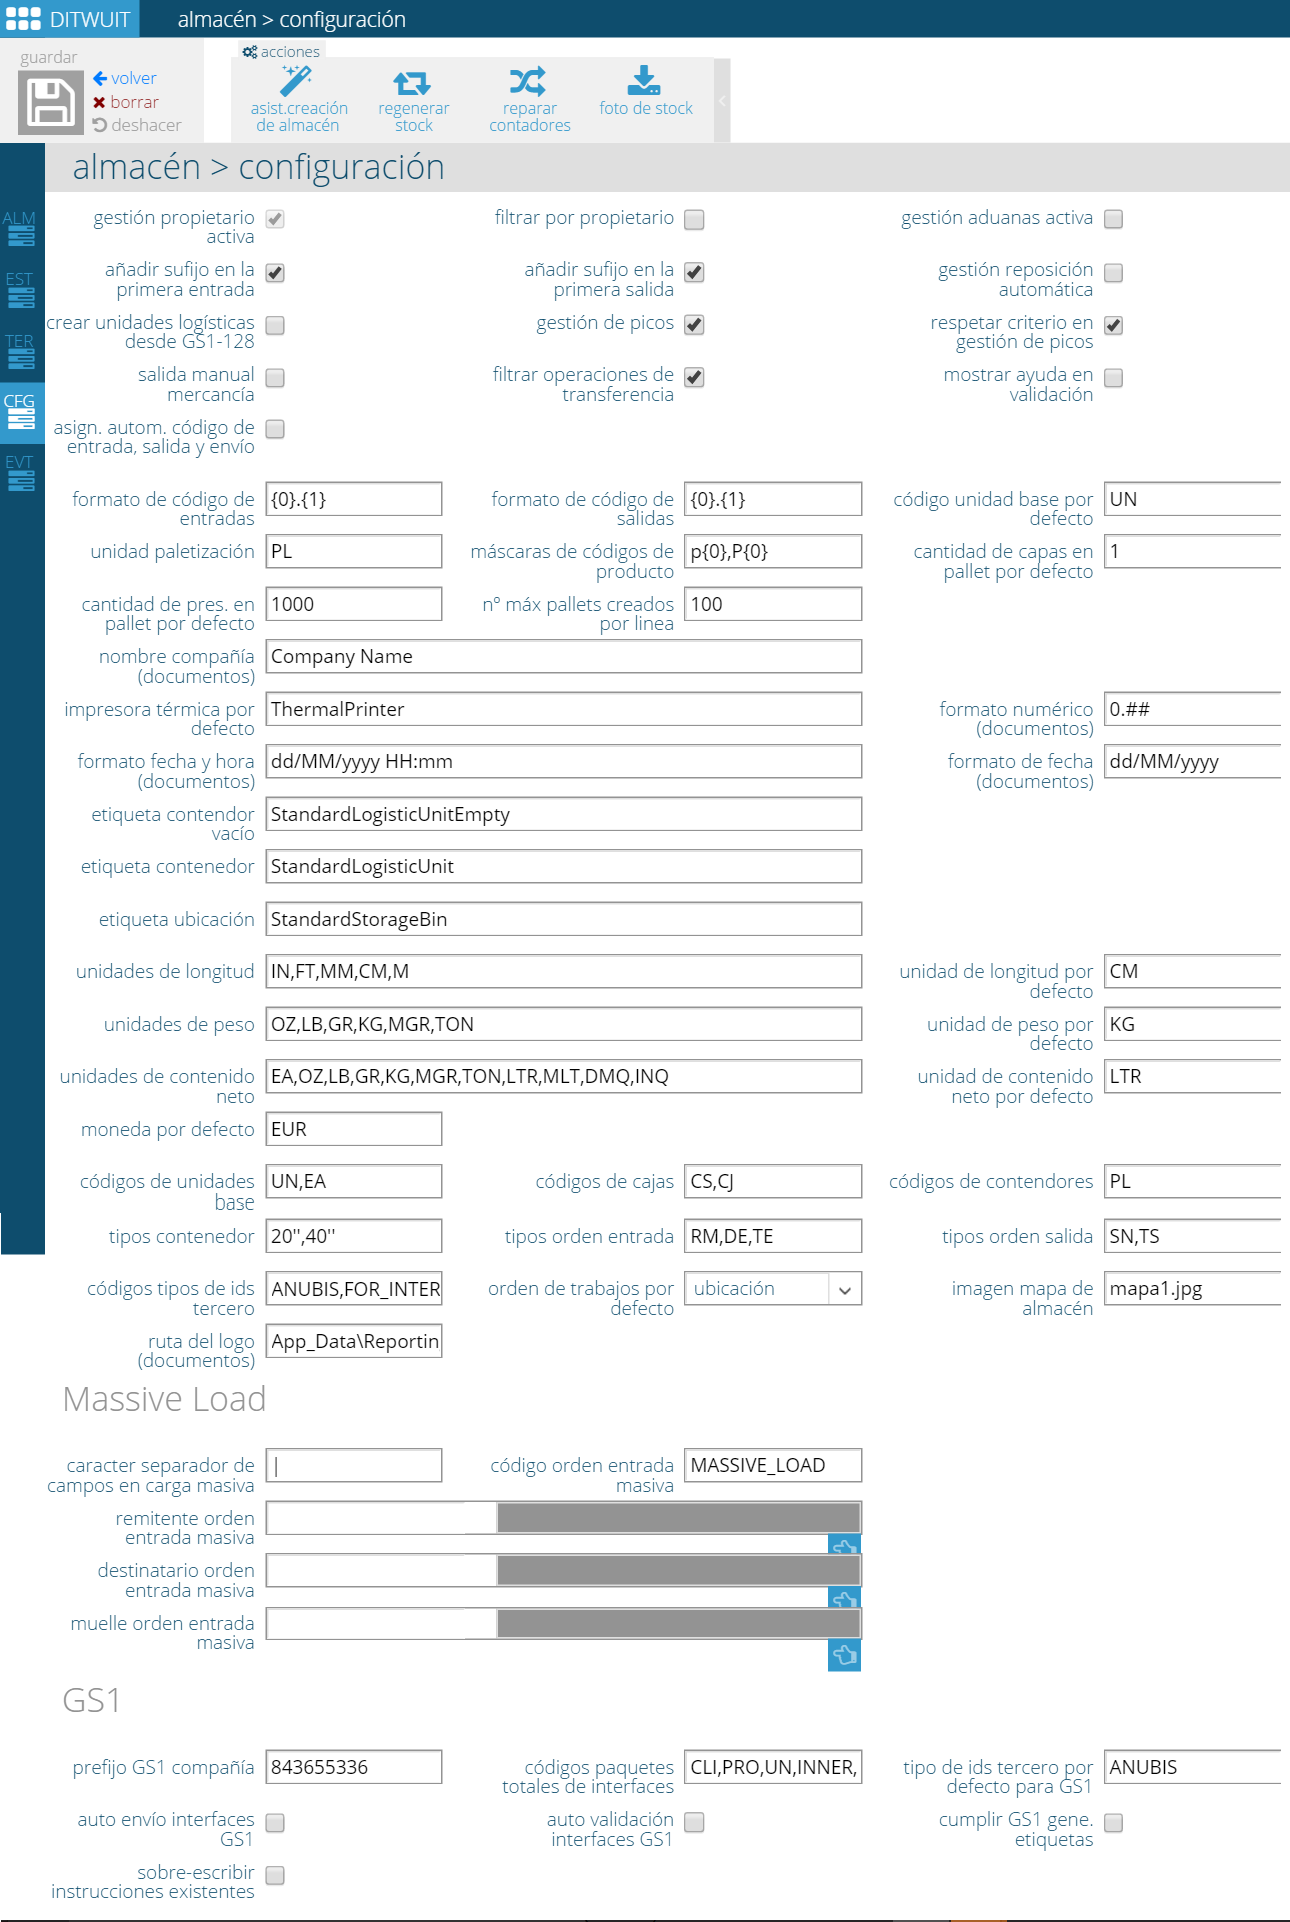 DITWUIT
almacén > configuración
guardar
volver
borrar
deshacer
acciones
asist.creación
de almacén
regenerar
stock
reparar
contadores
foto de stock
almacén > configuración
ALM
EST
TER
CFG
EVT
gestión propietario
activa
filtrar por propietario
gestión aduanas activa
añadir sufijo en la
primera entrada
añadir sufijo en la
primera salida
gestión reposición
automática
crear unidades logísticas
desde GS1-128
gestión de picos
respetar criterio en
gestión de picos
salida manual
mercancía
filtrar operaciones de
transferencia
mostrar ayuda en
validación
asign. autom. código de
entrada, salida y envío
formato de código de
entradas
{0}.{1}
formato de código de
salidas
{0}.{1}
código unidad base por
defecto
UN
unidad paletización
PL
máscaras de códigos de
producto
p{0},P{0}
cantidad de capas en
pallet por defecto
1
cantidad de pres. en
pallet por defecto
1000
nº máx pallets creados
por linea
100
nombre compañía
(documentos)
Company Name
impresora térmica por
defecto
ThermalPrinter
formato numérico
(documentos)
0.##
formato fecha y hora
(documentos)
dd/MM/yyyy HH:mm
formato de fecha
(documentos)
dd/MM/yyyy
etiqueta contendor
vacío
StandardLogisticUnitEmpty
etiqueta contenedor
StandardLogisticUnit
etiqueta ubicación
StandardStorageBin
unidades de longitud
IN,FT,MM,CM,M
unidad de longitud por
defecto
CM
unidades de peso
OZ,LB,GR,KG,MGR,TON
unidad de peso por
defecto
KG
unidades de contenido
neto
EA,OZ,LB,GR,KG,MGR,TON,LTR,MLT,DMQ,INQ
unidad de contenido
neto por defecto
LTR
moneda por defecto
EUR
códigos de unidades
base
UN,EA
códigos de cajas
CS,CJ
códigos de contendores
PL
tipos contenedor
20'',40''
tipos orden entrada
RM,DE,TE
tipos orden salida
SN,TS
códigos tipos de ids
tercero
ANUBIS,FOR_INTER
orden de trabajos por
defecto
ubicación
imagen mapa de
almacén
mapa1.jpg
ruta del logo
(documentos)
App_Data\Reportin
Massive Load
caracter separador de
campos en carga masiva
|
código orden entrada
masiva
MASSIVE_LOAD
remitente orden
entrada masiva
destinatario orden
entrada masiva
muelle orden entrada
masiva
GS1
prefijo GS1 compañía
843655336
códigos paquetes
totales de interfaces
CLI,PRO,UN,INNER,
tipo de ids tercero por
defecto para GS1
ANUBIS
auto envío interfaces
GS1
auto validación
interfaces GS1
cumplir GS1 gene.
etiquetas
sobre-escribir
instrucciones existentes